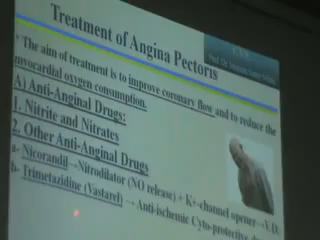 Treatment of Angina Pectoris
* The aim of treatment is to improve coronary flow and to reduce the
myocardial oxygen consumption.
A) Anti-Anginal Drugs:
1. Nitrite and Nitrates
2. Other Anti-Anginal Drugs
a- Nicorandil→Nitrodilator (NO release) + K+-channel opener→V.D.
b- Trimetazidine (Vastarel) →Anti-ischemic Cyto-protective